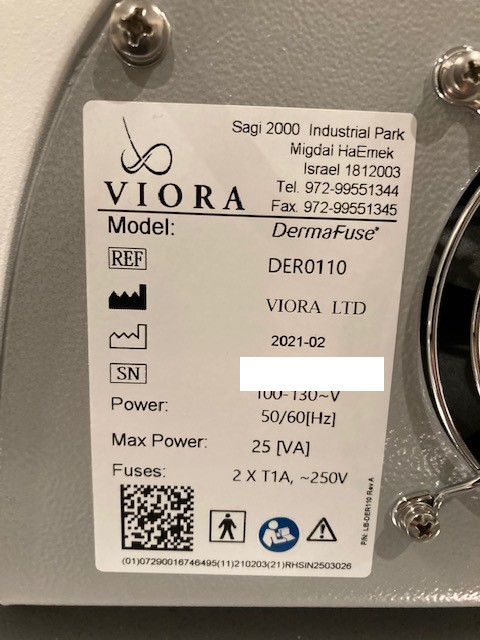 Sagi 2000 Industrial Park
Migdal HaEmek
Israel 1812003
Tel. 972-99551344
Fax. 972-99551345
VIORA
Model: DermaFuse®
REF DER0110
VIORA LTD
2021-02
SN
Power: 100-130~V
50/60[Hz]
Max Power: 25 [VA]
Fuses: 2 X T1A, ~250V
P/N: LB-DER110 Rev A
(01)07290016746495(11)210203(21)RHSIN2503026